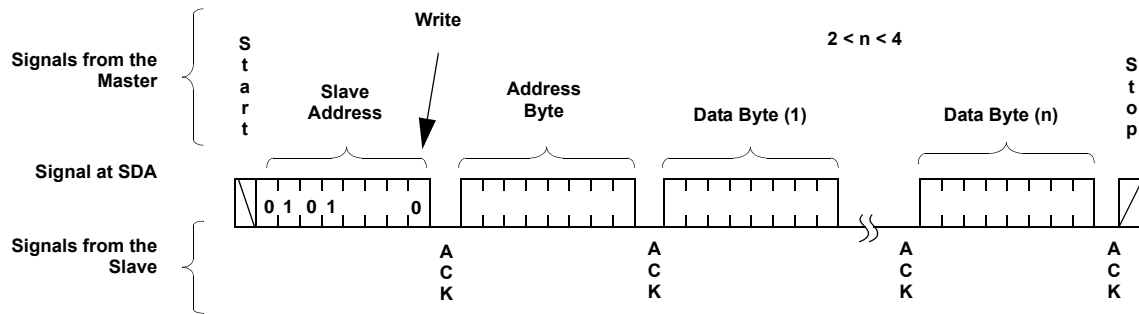 Signals from the
Master
S
t
a
r
t
Write
2 < n < 4
S
t
o
p
Slave
Address
Address
Byte
Data Byte (1)
Data Byte (n)
Signal at SDA
0 1 0 1 0
Signals from the
Slave
A
C
K
A
C
K
A
C
K
A
C
K